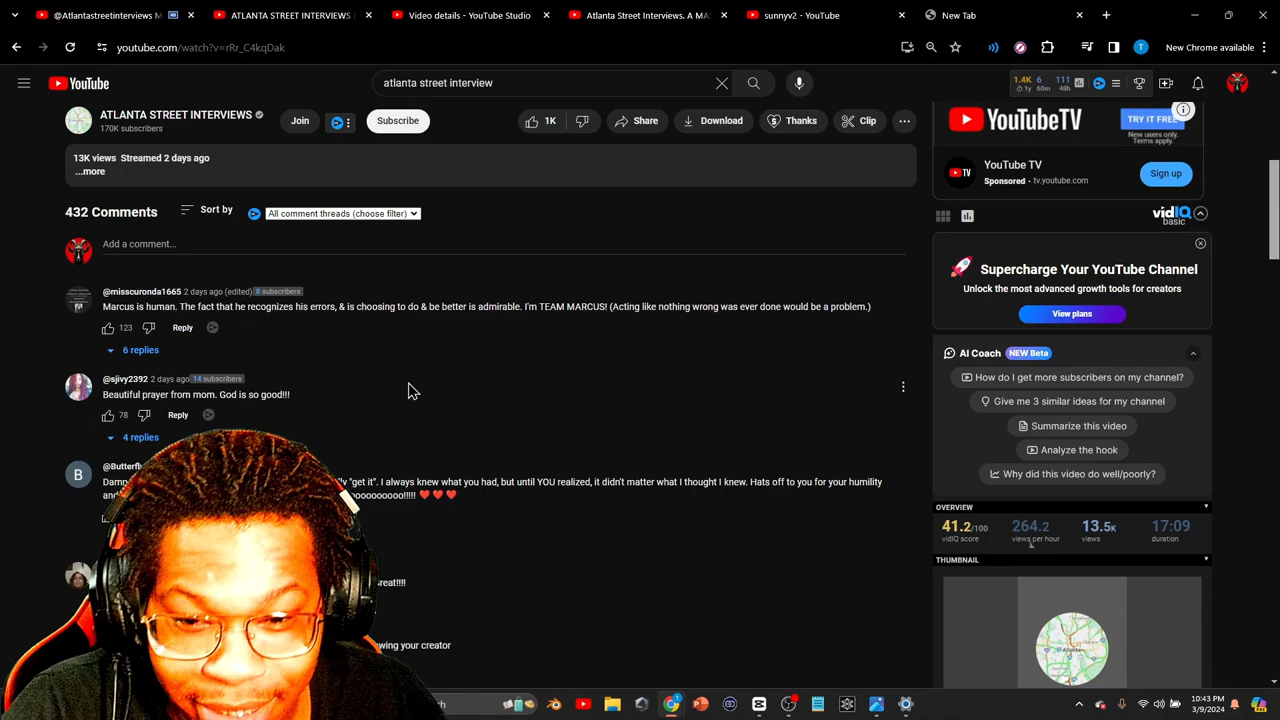 @Atlantastreetinterviews M
ATLANTA STREET INTERVIEWS
Video details - YouTube Studio
Atlanta Street Interviews. A MA
sunnyv2 - YouTube
New Tab
youtube.com/watch?v=rRr_C4kqDak
T
New Chrome available
YouTube
atlanta street interview
1.4K 6 111
1y 60m 48h
ATLANTA STREET INTERVIEWS
170K subscribers
Join
Subscribe
1K
Share
Download
Thanks
Clip
13K views Streamed 2 days ago
...more
432 Comments
Sort by
All comment threads (choose filter)
Add a comment...
@misscuronda1665 2 days ago (edited) 8 subscribers
Marcus is human. The fact that he recognizes his errors, & is choosing to do & be better is admirable. I'm TEAM MARCUS! (Acting like nothing wrong was ever done would be a problem.)
123 Reply
6 replies
@sjivy2392 2 days ago 14 subscribers
Beautiful prayer from mom. God is so good!!!
78 Reply
4 replies
B
@Butterfl
Damn "get it". I always knew what you had, but until YOU realized, it didn't matter what I thought I knew. Hats off to you for your humility
YouTubeTV
TRY IT FREE
New users only.
Terms apply.
YouTube TV
Sponsored • tv.youtube.com
Sign up
vidIQ
basic
Supercharge Your YouTube Channel
Unlock the most advanced growth tools for creators
View plans
AI Coach NEW Beta
How do I get more subscribers on my channel?
Give me 3 similar ideas for my channel
Summarize this video
Analyze the hook
Why did this video do well/poorly?
OVERVIEW
41.2/100 264.2 13.5K 17:09
vidIQ score views per hour views duration
THUMBNAIL
Atlanta
10:43 PM
3/9/2024